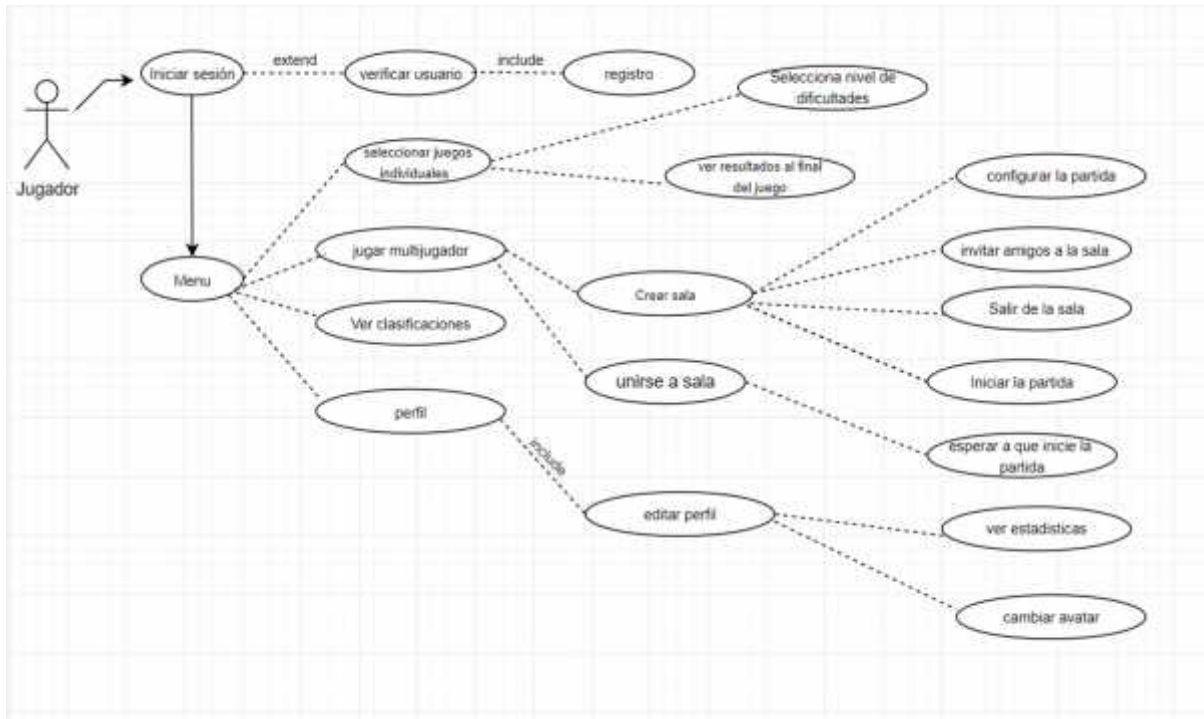 Iniciar sesión
extend
verificar usuario
include
registro
Selecciona nivel de
dificultades
Jugador
seleccionar juegos
individuales
ver resultados al final
del juego
configurar la partida
jugar multijugador
invitar amigos a la sala
Menu
Crear sala
Salir de la sala
Ver clasificaciones
unirse a sala
Iniciar la partida
perfil
include
esperar a que inicie la
partida
editar perfil
ver estadisticas
cambiar avatar